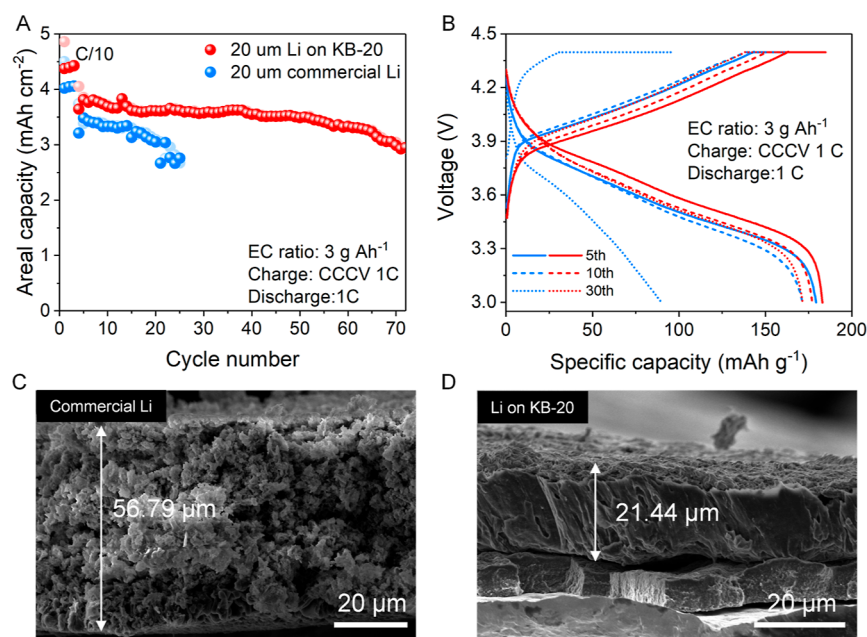 A
5
4
3
2
1
0
0
10
20
30
40
50
60
70
Areal capacity (mAh cm⁻²)
Cycle number
C/10
20 um Li on KB-20
20 um commercial Li
EC ratio: 3 g Ah⁻¹
Charge: CCCV 1C
Discharge:1C
B
4.4
4.2
3.9
3.6
3.3
3.0
0
50
100
150
200
Voltage (V)
Specific capacity (mAh g⁻¹)
EC ratio: 3 g Ah⁻¹
Charge: CCCV 1 C
Discharge:1 C
5th
10th
30th
C
Commercial Li
56.79 µm
20 µm
D
Li on KB-20
21.44 µm
20 µm